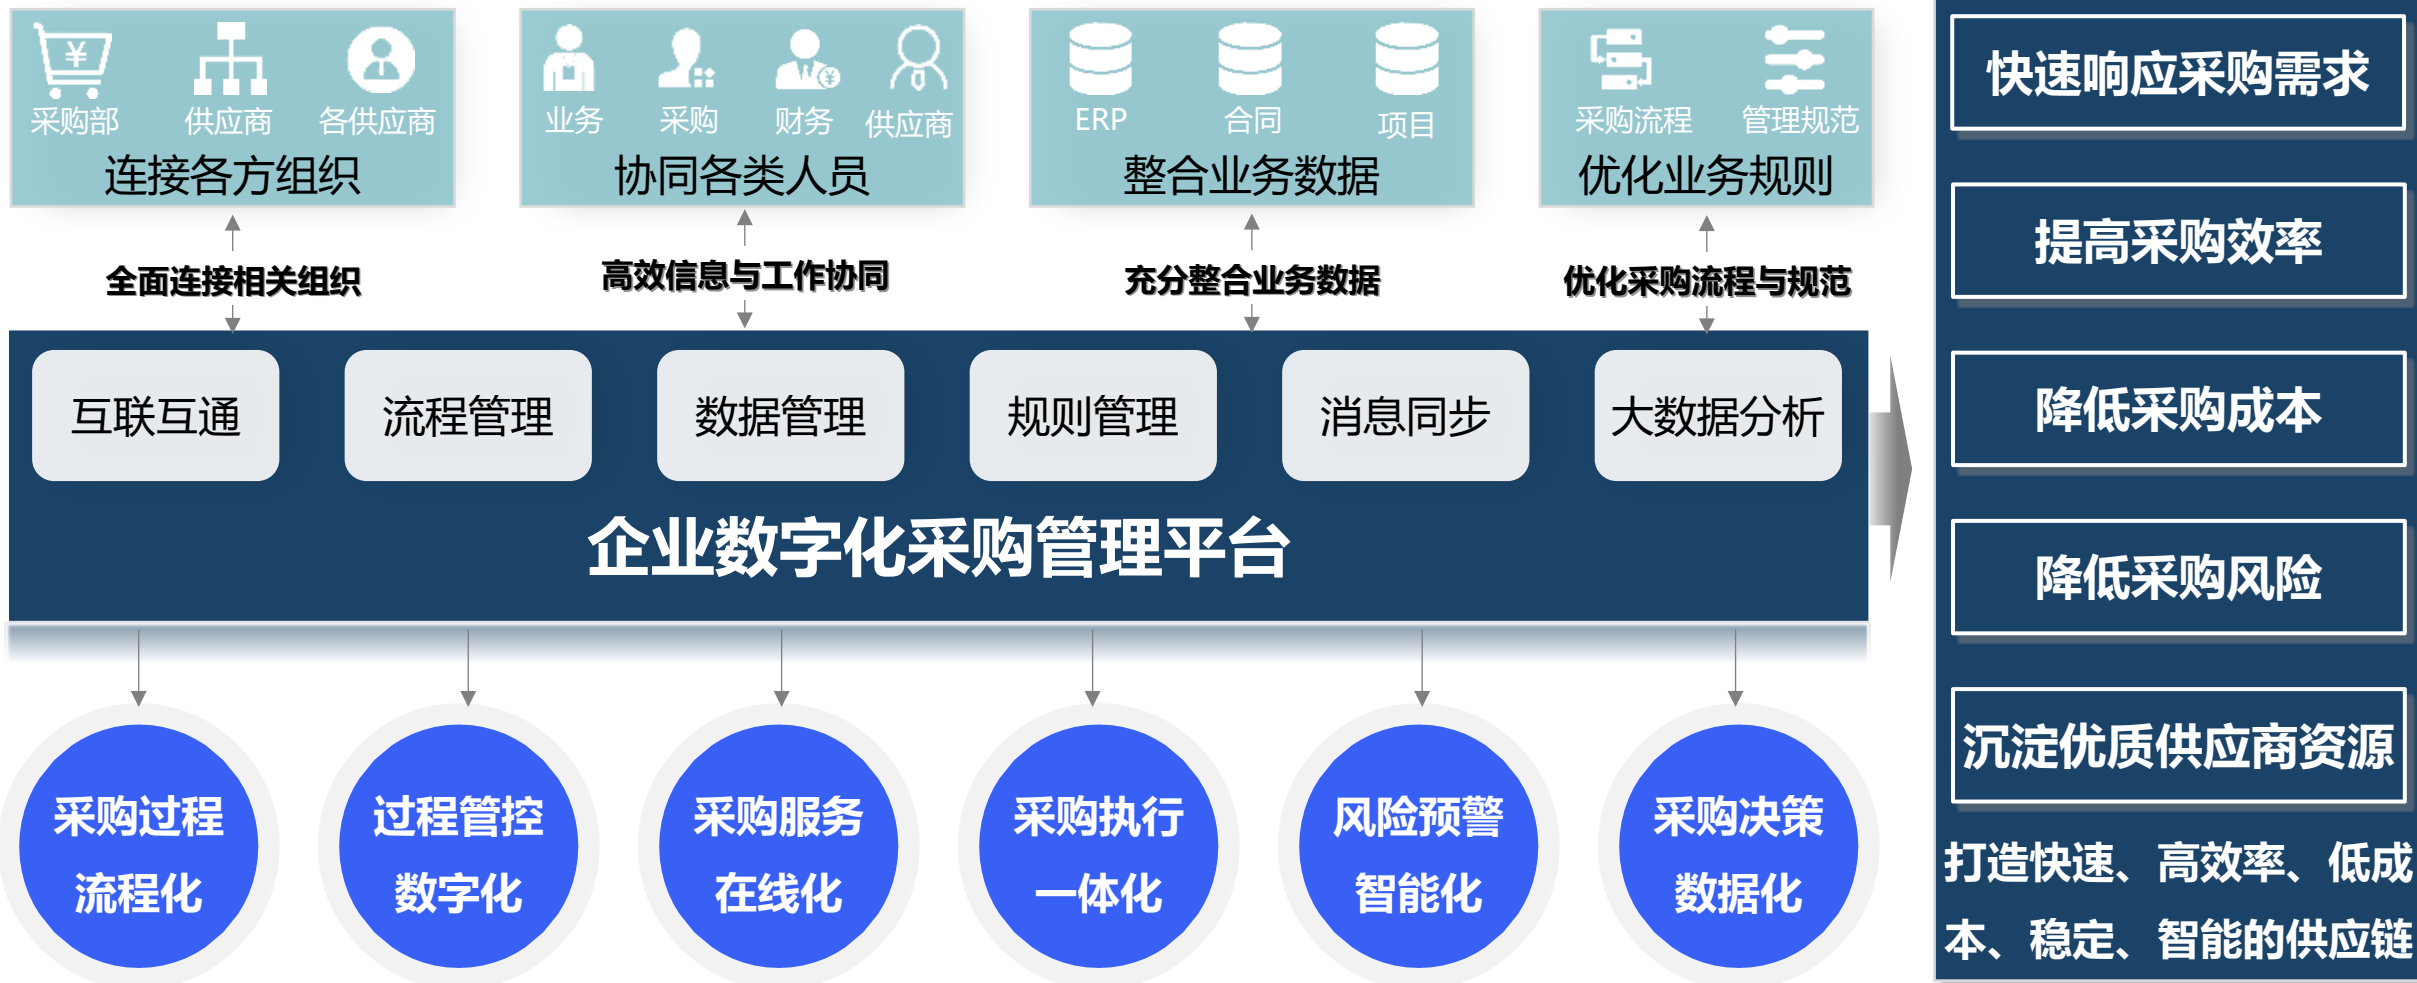 采购部
供应商
各供应商
连接各方组织
业务
采购
财务
供应商
协同各类人员
ERP
合同
项目
整合业务数据
采购流程
管理规范
优化业务规则
全面连接相关组织
高效信息与工作协同
充分整合业务数据
优化采购流程与规范
互联互通
流程管理
数据管理
规则管理
消息同步
大数据分析
企业数字化采购管理平台
采购过程
流程化
过程管控
数字化
采购服务
在线化
采购执行
一体化
风险预警
智能化
采购决策
数据化
快速响应采购需求
提高采购效率
降低采购成本
降低采购风险
沉淀优质供应商资源
打造快速、高效率、低成
本、稳定、智能的供应链